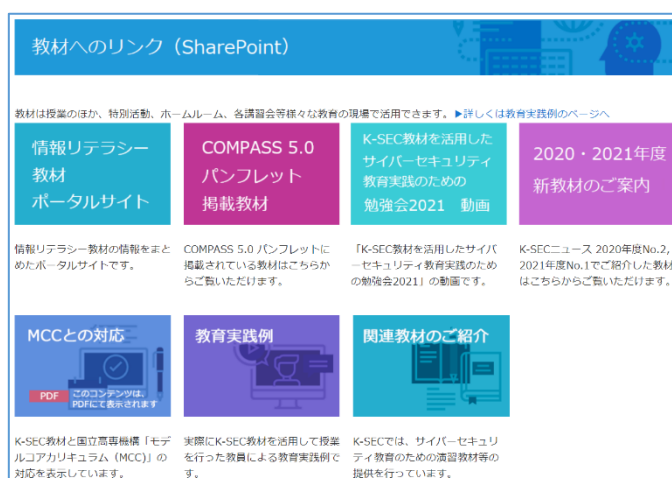 教材へのリンク（SharePoint）
教材は授業のほか、特別活動、ホームルーム、各講習会等様々な教育の現場で活用できます。▶詳しくは教育実践例のページへ
情報リテラシー
教材
ポータルサイト
COMPASS 5.0
パンフレット
掲載教材
K-SEC教材を活用した
サイバーセキュリティ
教育実践のための
勉強会2021　動画
2020・2021年度
新教材のご案内
情報リテラシー教材の情報をまと
めたポータルサイトです。
COMPASS 5.0 パンフレットに
掲載されている教材はこちらか
らご覧いただけます。
「K-SEC教材を活用したサイバ
ーセキュリティ教育実践のため
の勉強会2021」の動画です。
K-SECニュース 2020年度No.2,
2021年度No.1でご紹介した教材
はこちらからご覧いただけます。
MCCとの対応
PDF
このコンテンツは、
PDFにて表示されます
教育実践例
関連教材のご紹介
K-SEC教材と国立高専機構「モデ
ルコアカリキュラム（MCC)」の
対応を表示しています。
実際にK-SEC教材を活用して授業
を行った教員による教育実践例で
す。
K-SECでは、サイバーセキュリ
ティ教育のための演習教材等の
提供を行っています。